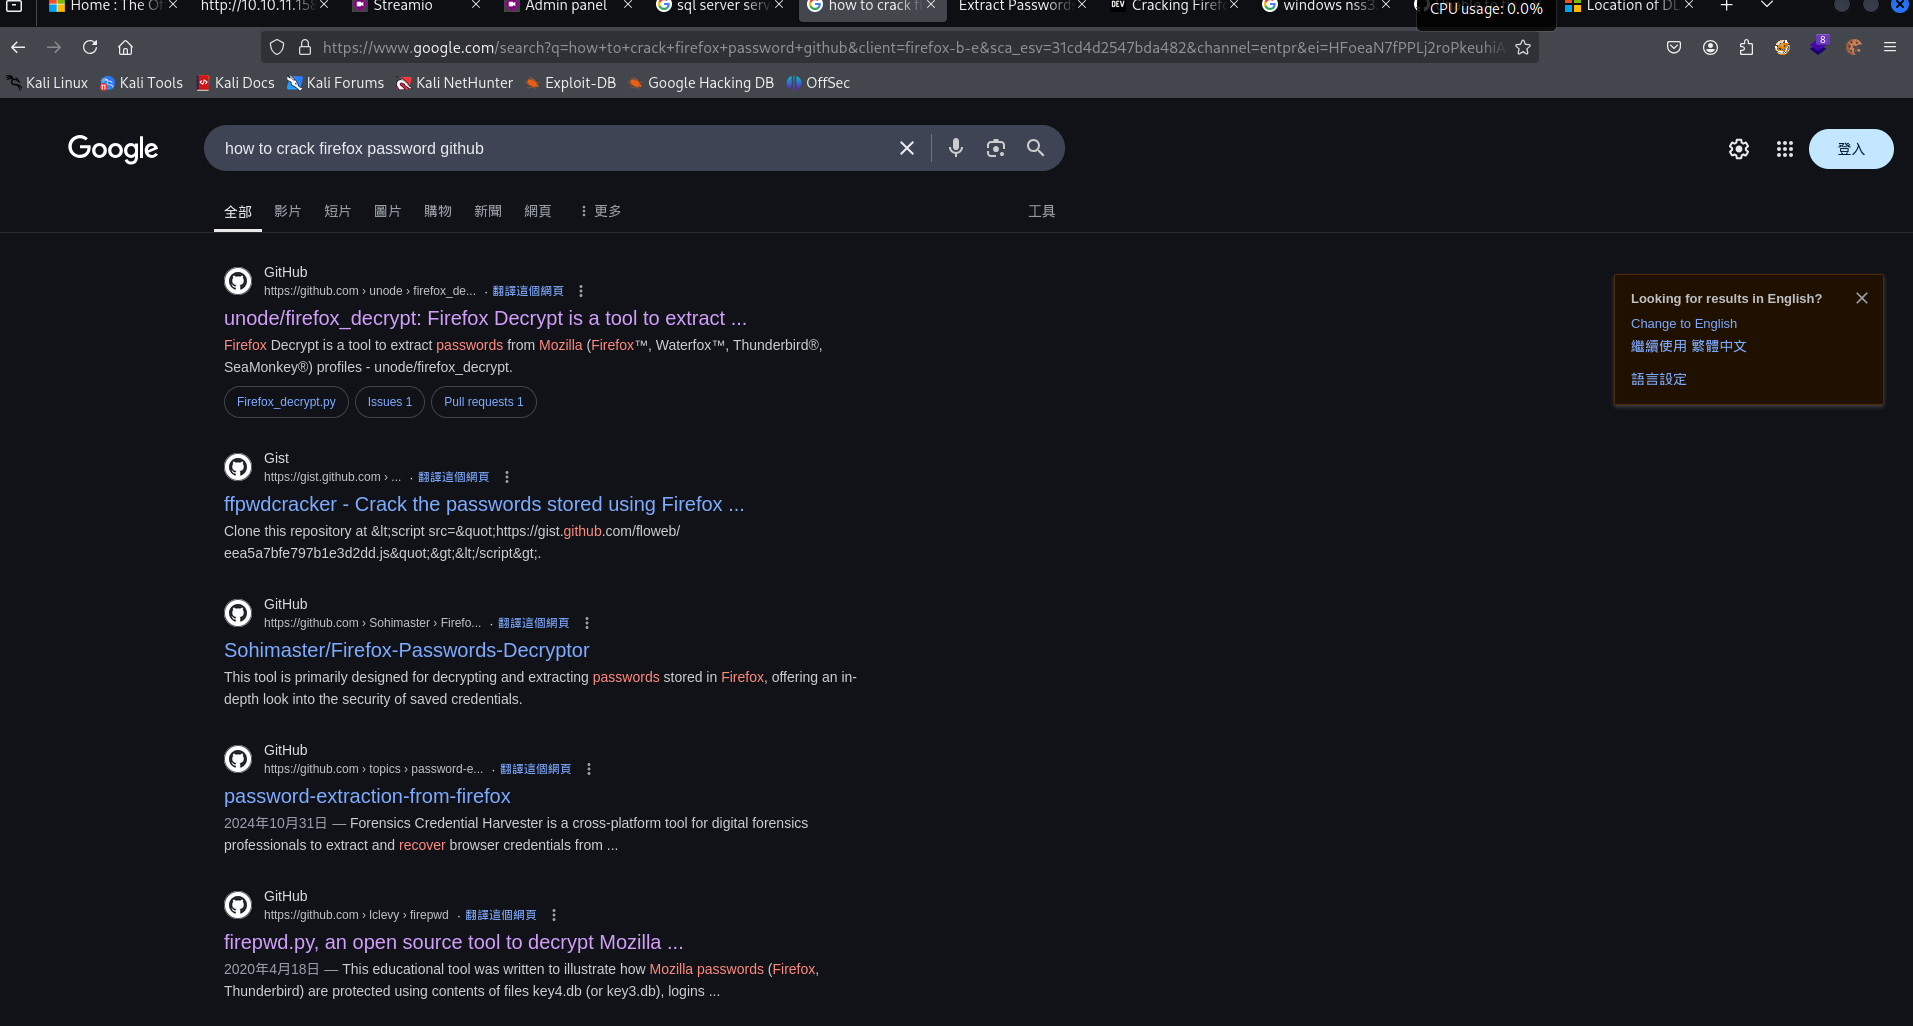 Home : The Of
http://10.10.11.158
Streamio
Admin panel
sql server serv
how to crack fi
Extract Passwords
DEV Cracking Firef
windows nss3
CPU usage: 0.0%
Location of DL
https://www.google.com/search?q=how+to+crack+firefox+password+github&client=firefox-b-e&sca_esv=31cd4d2547bda482&channel=entpr&ei=HFoeaN7fPPLj2roPkeuhiA
8
Kali Linux
Kali Tools
Kali Docs
Kali Forums
Kali NetHunter
Exploit-DB
Google Hacking DB
OffSec
Google
how to crack firefox password github
登入
全部
影片
短片
圖片
購物
新聞
網頁
更多
工具
GitHub
https://github.com › unode › firefox_de... · 翻譯這個網頁
unode/firefox_decrypt: Firefox Decrypt is a tool to extract ...
Firefox Decrypt is a tool to extract passwords from Mozilla (Firefox™, Waterfox™, Thunderbird®,
SeaMonkey®) profiles - unode/firefox_decrypt.
Firefox_decrypt.py
Issues 1
Pull requests 1
Gist
https://gist.github.com › ... · 翻譯這個網頁
ffpwdcracker - Crack the passwords stored using Firefox ...
Clone this repository at &lt;script src=&quot;https://gist.github.com/floweb/
eea5a7bfe797b1e3d2dd.js&quot;&gt;&lt;/script&gt;.
GitHub
https://github.com › Sohimaster › Firefo... · 翻譯這個網頁
Sohimaster/Firefox-Passwords-Decryptor
This tool is primarily designed for decrypting and extracting passwords stored in Firefox, offering an in-
depth look into the security of saved credentials.
GitHub
https://github.com › topics › password-e... · 翻譯這個網頁
password-extraction-from-firefox
2024年10月31日 — Forensics Credential Harvester is a cross-platform tool for digital forensics
professionals to extract and recover browser credentials from ...
GitHub
https://github.com › lclevy › firepwd · 翻譯這個網頁
firepwd.py, an open source tool to decrypt Mozilla ...
2020年4月18日 — This educational tool was written to illustrate how Mozilla passwords (Firefox,
Thunderbird) are protected using contents of files key4.db (or key3.db), logins ...
Looking for results in English?
Change to English
繼續使用 繁體中文
語言設定